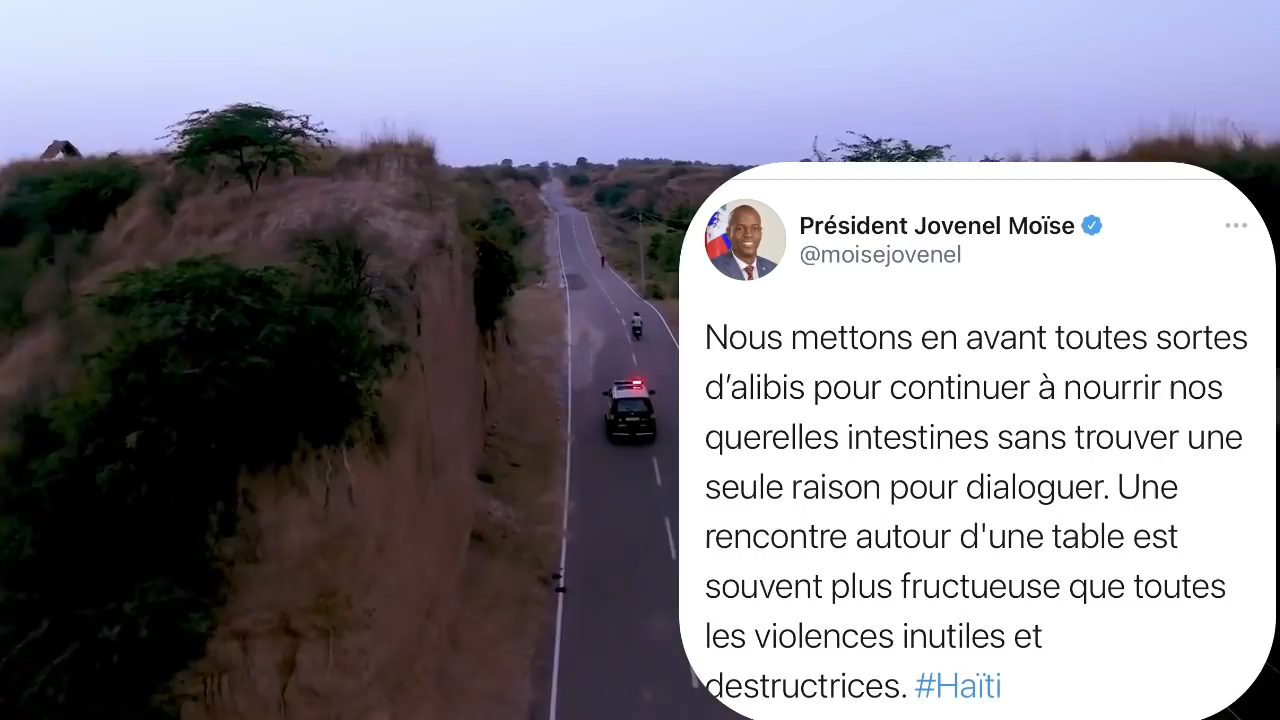 Président Jovenel Moïse
@moisejovenel
Nous mettons en avant toutes sortes
d’alibis pour continuer à nourrir nos
querelles intestines sans trouver une
seule raison pour dialoguer. Une
rencontre autour d'une table est
souvent plus fructueuse que toutes
les violences inutiles et
destructrices. #Haïti